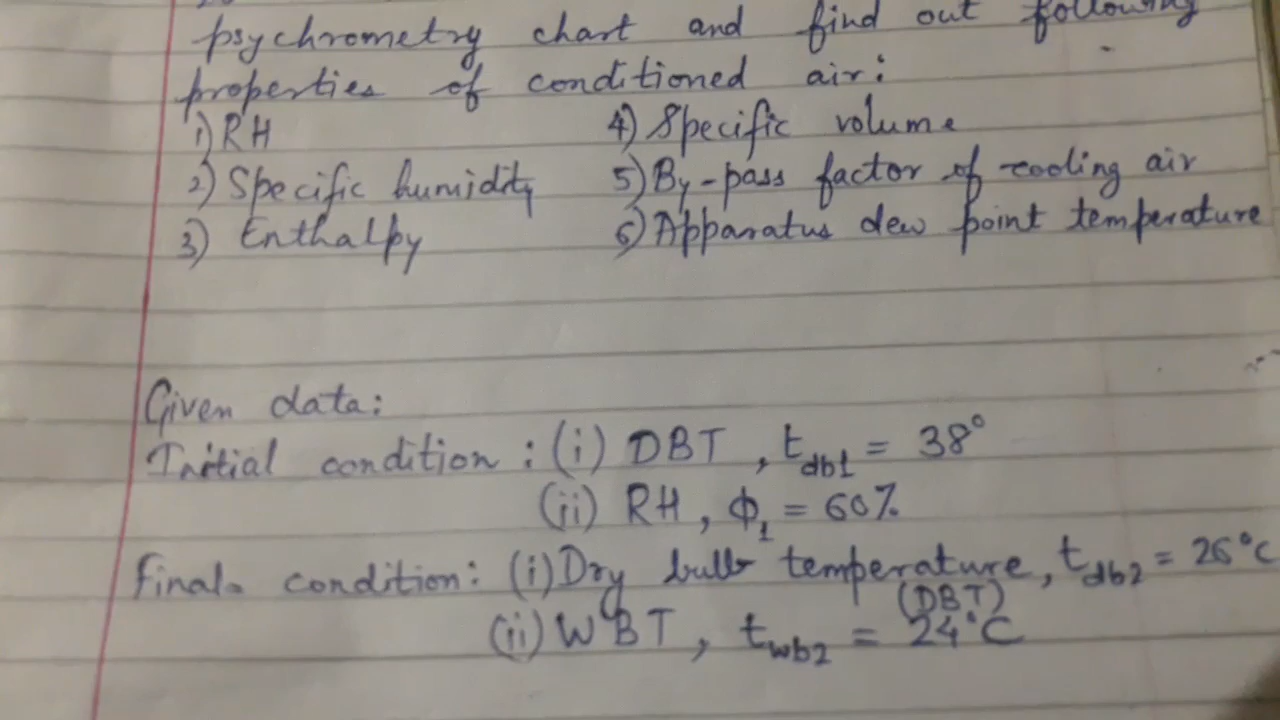 psychrometry chart and find out following
properties of conditioned air:
1) RH 4) Specific volume
2) Specific humidity 5) By-pass factor of cooling air
3) Enthalpy 6) Apparatus dew point temperature
Given data:
Initial condition : (i) DBT , tdb1 = 38°
(ii) RH, Φ1 = 60%
Final condition: (i) Dry bulb temperature, tdb2 = 26°C
(DBT)
(ii) WBT, twb2 = 24°C